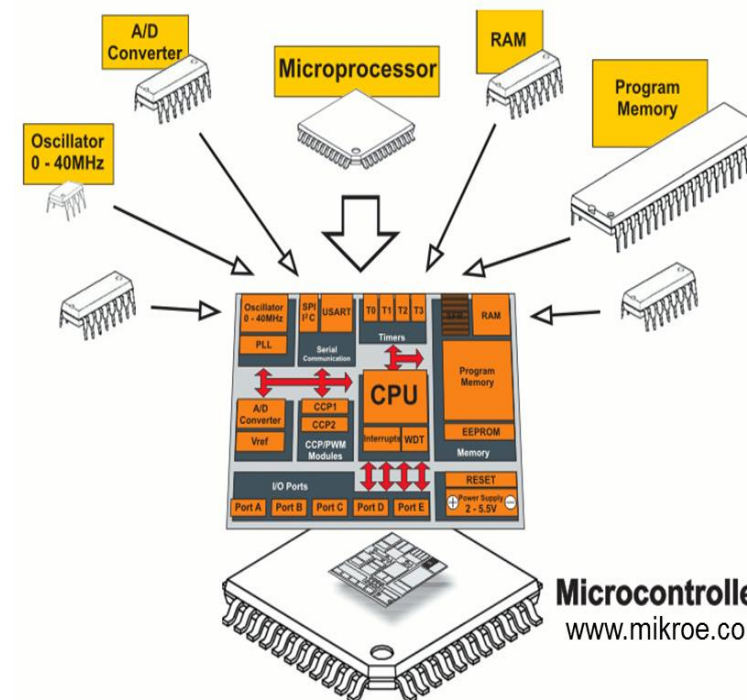 A/D
Converter
Microprocessor
RAM
Program
Memory
Oscillator
0 - 40MHz
Oscillator
0 - 40MHz
PLL
SPI
I²C
USART
Serial
Communication
T0 T1 T2 T3
Timers
RAM
Program
Memory
EEPROM
Memory
A/D
Converter
Vref
CCP1
CCP2
CCP/PWM
Modules
CPU
Interrupts
WDT
I/O Ports
Port A
Port B
Port C
Port D
Port E
RESET
Power Supply
+ 2 - 5.5V −
Microcontrolle
www.mikroe.co